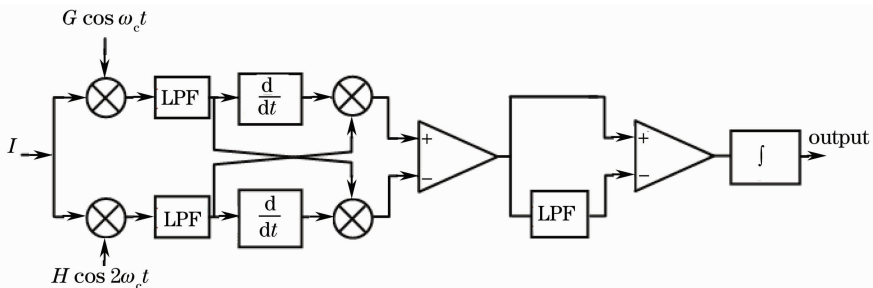 G cos ω_c t
LPF
d/dt
I
+
−
+
−
∫
output
LPF
LPF
d/dt
H cos 2ω_c t